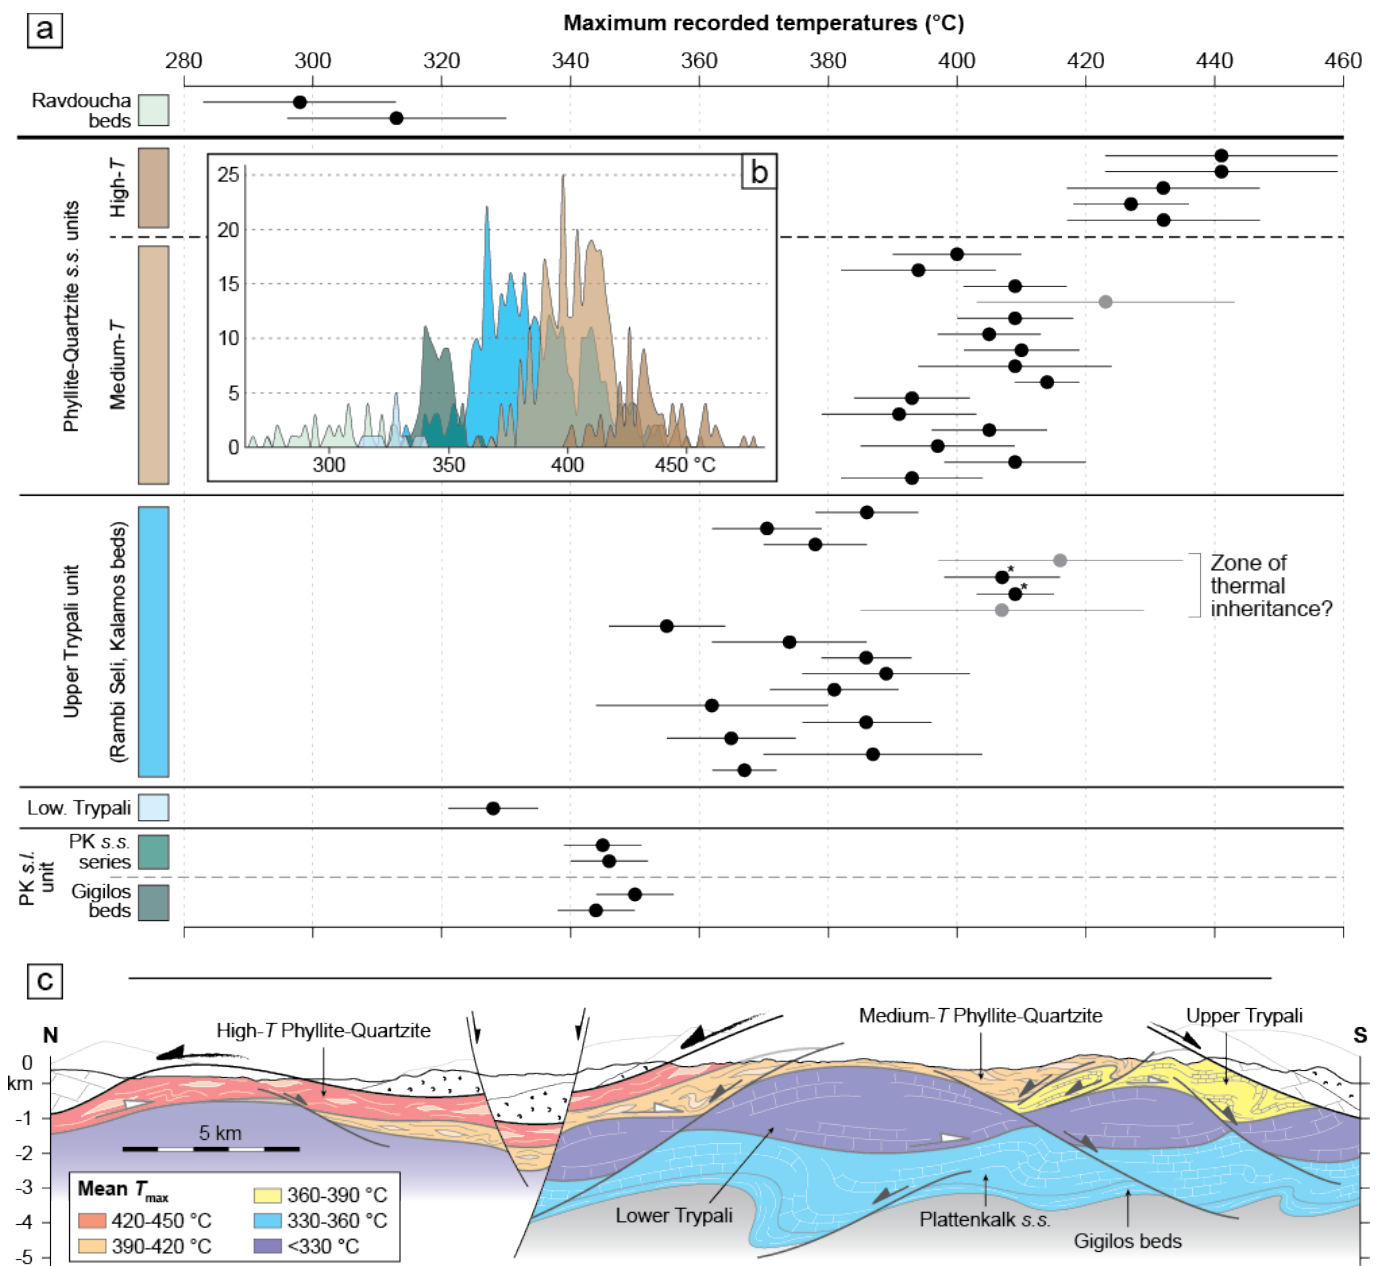 a
Maximum recorded temperatures (°C)
280 300 320 340 360 380 400 420 440 460
Ravdoucha
beds
Phyllite-Quartzite s.s. units
High-T
Medium-T
b
25
20
15
10
5
0
300 350 400 450 °C
Upper Trypali unit
(Rambi Seli, Kalamos beds)
*
*
Zone of
thermal
inheritance?
Low. Trypali
PK s.l.
unit
PK s.s.
series
Gigilos
beds
c
N
S
High-T Phyllite-Quartzite
Medium-T Phyllite-Quartzite
Upper Trypali
0
km
-1
-2
-3
-4
-5
5 km
Mean Tmax
420-450 °C
390-420 °C
360-390 °C
330-360 °C
<330 °C
Lower Trypali
Plattenkalk s.s.
Gigilos beds